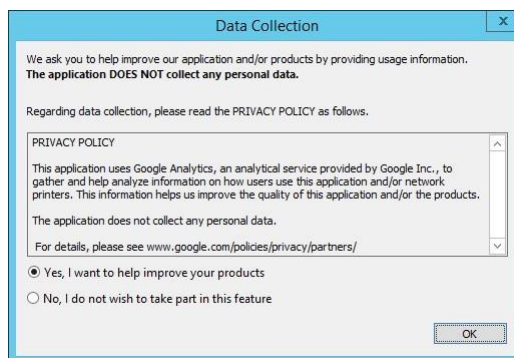 Data Collection
x
We ask you to help improve our application and/or products by providing usage information.
The application DOES NOT collect any personal data.
Regarding data collection, please read the PRIVACY POLICY as follows.
PRIVACY POLICY
This application uses Google Analytics, an analytical service provided by Google Inc., to
gather and help analyze information on how users use this application and/or network
printers. This information helps us improve the quality of this application and/or the products.
The application does not collect any personal data.
For details, please see www.google.com/policies/privacy/partners/
Yes, I want to help improve your products
No, I do not wish to take part in this feature
OK